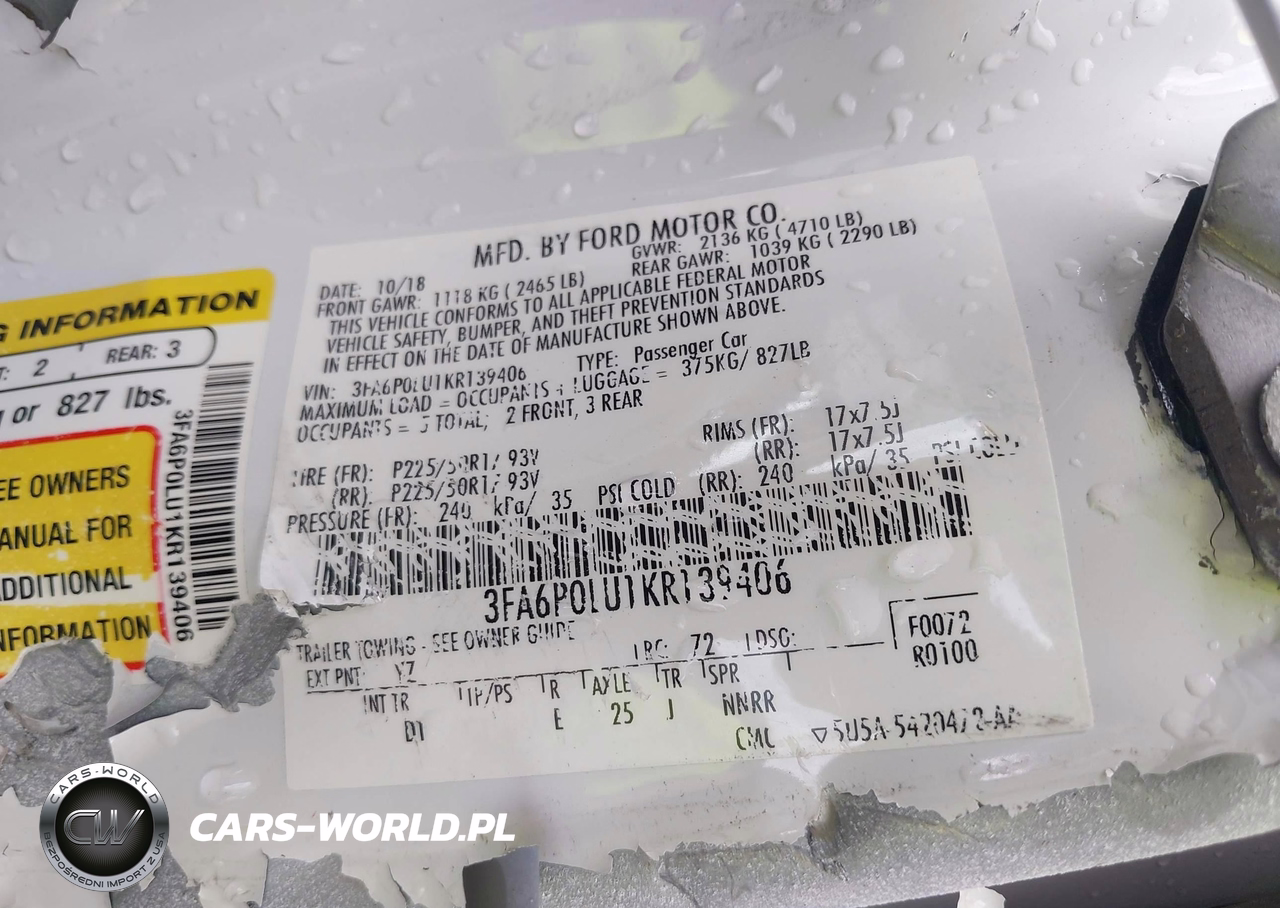 G INFORMATION
T: 2 REAR: 3
g or 827 lbs.
EE OWNERS
ANUAL FOR
ADDITIONAL
NFORMATION
3FA6P0LU1KR139406
MFD. BY FORD MOTOR CO.
DATE: 10/18 GVWR: 2136 KG ( 4710 LB)
FRONT GAWR: 1118 KG ( 2465 LB) REAR GAWR: 1039 KG ( 2290 LB)
THIS VEHICLE CONFORMS TO ALL APPLICABLE FEDERAL MOTOR
VEHICLE SAFETY, BUMPER, AND THEFT PREVENTION STANDARDS
IN EFFECT ON THE DATE OF MANUFACTURE SHOWN ABOVE.
VIN: 3FA6P0LU1KR139406 TYPE: Passenger Car
MAXIMUM LOAD = OCCUPANTS + LUGGAGE = 375KG/ 827LB
OCCUPANTS = 5 TOTAL; 2 FRONT, 3 REAR
TIRE (FR): P225/50R17 93V RIMS (FR): 17x7.5J
(RR): P225/50R17 93V (RR): 17x7.5J
PRESSURE (FR): 240 kPa/ 35 PSI COLD (RR): 240 kPa/ 35 PSI COLD
3FA6P0LU1KR139406
TRAILER TOWING - SEE OWNER GUIDE
EXT PNT: YZ RC: 72 DSO: F0072
R0100
INT TR TP/PS R AXLE TR SPR
D1 E 25 J NNRR
CMC ▽5U5A-5420472-AA
CARS-WORLD
CW
BEZPOŚREDNI IMPORT Z USA
CARS-WORLD.PL